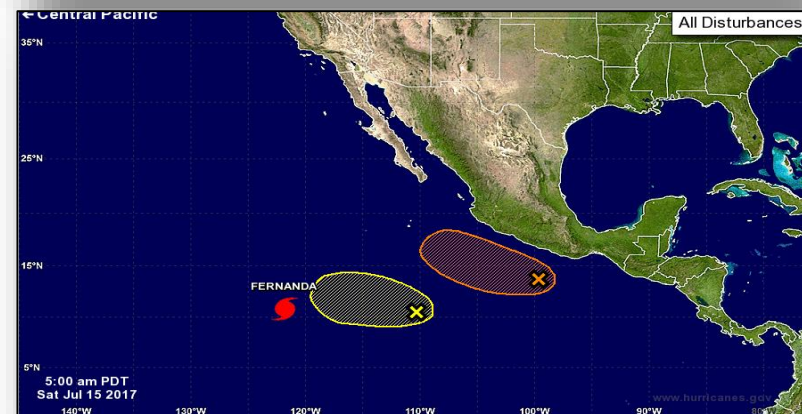 ←Central Pacific
All Disturbances
35°N
25°N
15°N
5°N
FERNANDA
5:00 am PDT
Sat Jul 15 2017
www.hurricanes.gov
140°W
130°W
120°W
110°W
100°W
90°W
80°W